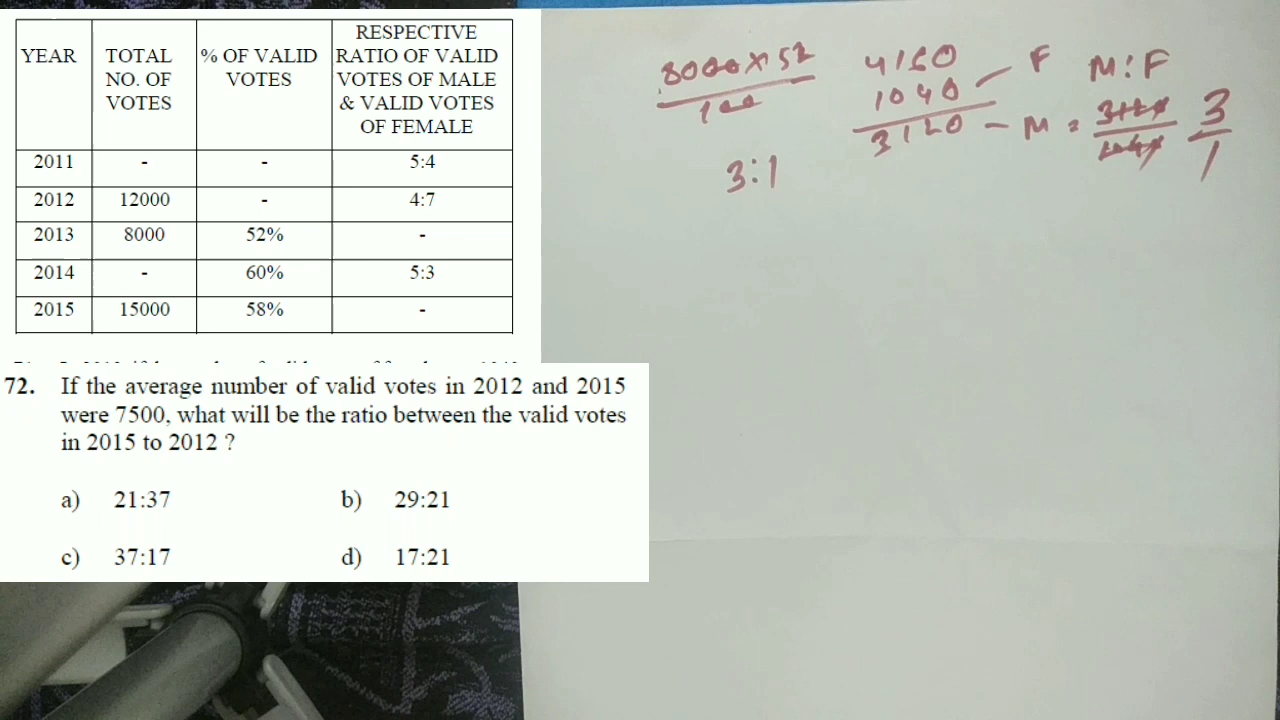 YEAR
TOTAL NO. OF VOTES
% OF VALID VOTES
RESPECTIVE RATIO OF VALID VOTES OF MALE & VALID VOTES OF FEMALE
2011 - - 5:4
2012 12000 - 4:7
2013 8000 52% -
2014 - 60% 5:3
2015 15000 58% -
72. If the average number of valid votes in 2012 and 2015
were 7500, what will be the ratio between the valid votes
in 2015 to 2012 ?
a) 21:37 b) 29:21
c) 37:17 d) 17:21
8000×52
100
3:1
4160
1040 — F
3120 — M
M:F
= 3120 3
1040 1